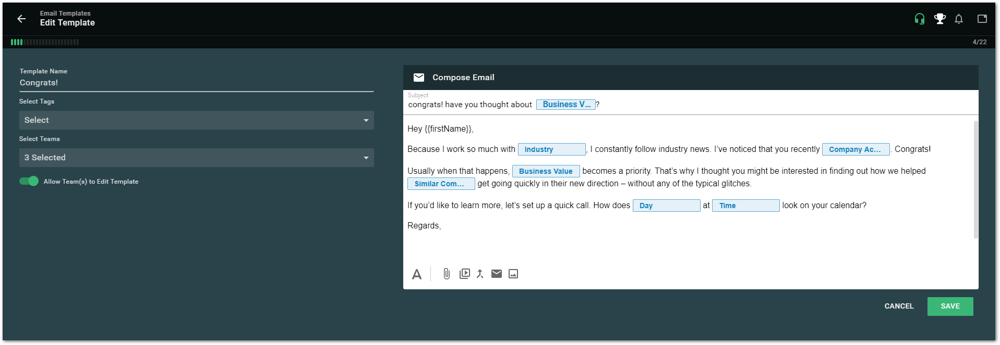 Email Templates
Edit Template
4/22
Template Name
Congrats!
Select Tags
Select
Select Teams
3 Selected
Allow Team(s) to Edit Template
Compose Email
Subject
congrats! have you thought about Business V... ?
Hey {{firstName}},
Because I work so much with Industry , I constantly follow industry news. I've noticed that you recently Company Ac... . Congrats!
Usually when that happens, Business Value becomes a priority. That's why I thought you might be interested in finding out how we helped
Similar Com... get going quickly in their new direction – without any of the typical glitches.
If you'd like to learn more, let's set up a quick call. How does Day at Time look on your calendar?
Regards,
A
CANCEL SAVE